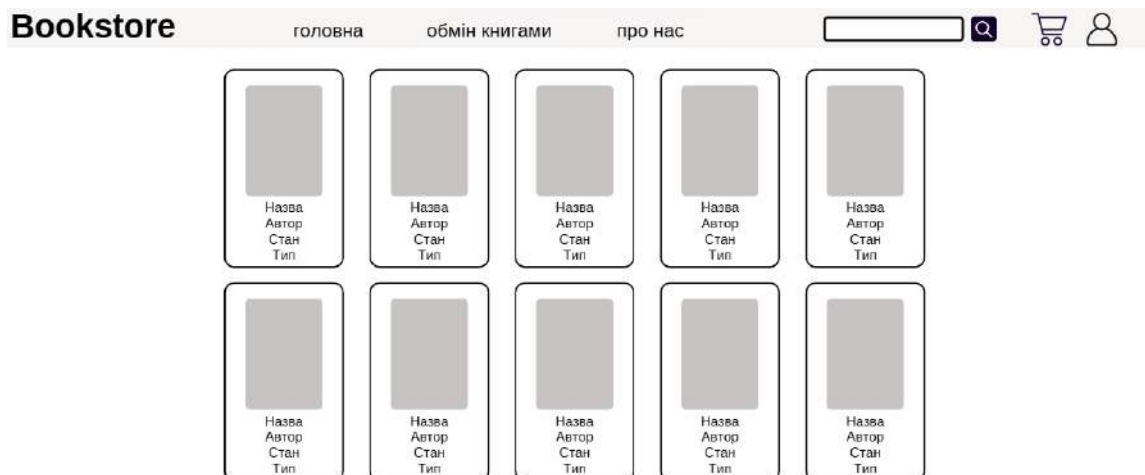 Bookstore головна обмін книгами про нас
Назва Назва Назва Назва Назва
Автор Автор Автор Автор Автор
Стан Стан Стан Стан Стан
Тип Тип Тип Тип Тип
Назва Назва Назва Назва Назва
Автор Автор Автор Автор Автор
Стан Стан Стан Стан Стан
Тип Тип Тип Тип Тип